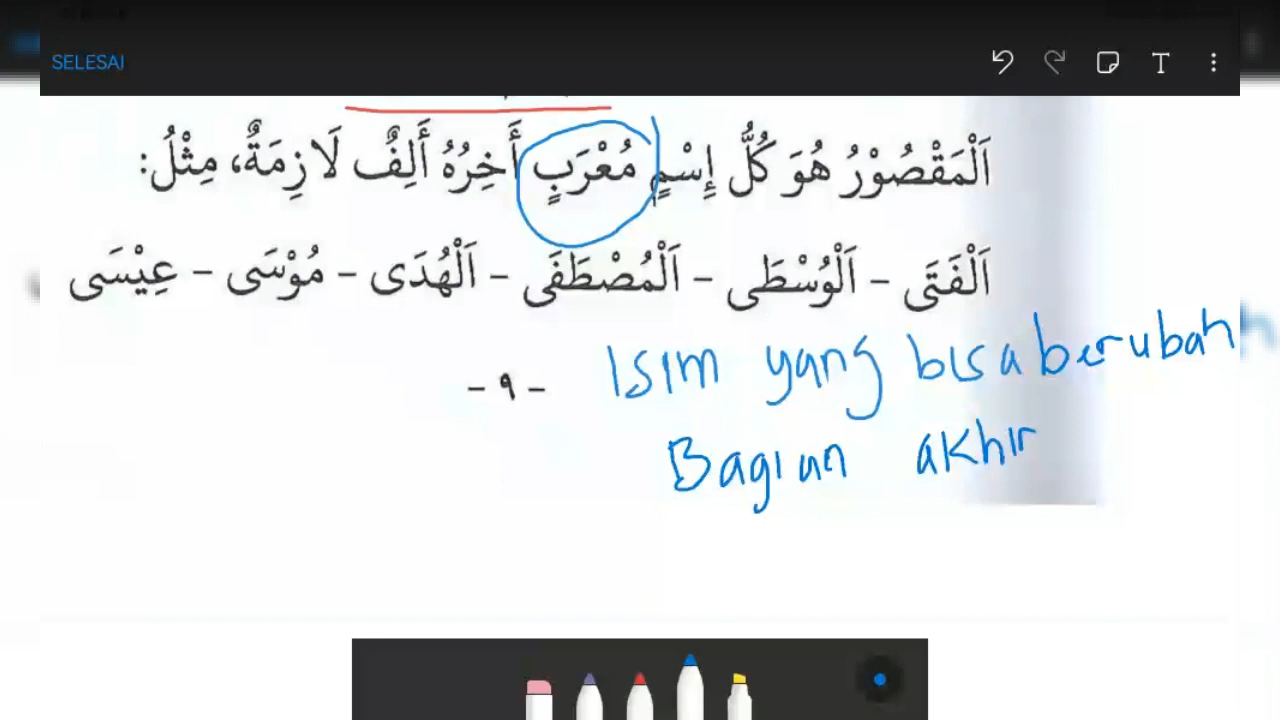 SELESAI
T
اَلْمَقْصُوْرُ هُوَ كُلُّ إِسْمٍ مُعْرَبٍ أَخِرُهُ أَلِفٌ لَازِمَةٌ، مِثْلُ:
اَلْفَتَى - اَلْوُسْطَى - اَلْمُصْطَفَى - اَلْهُدَى - مُوْسَى - عِيْسَى
Isim yang bisa berubah
- ٩ -
Bagian akhir